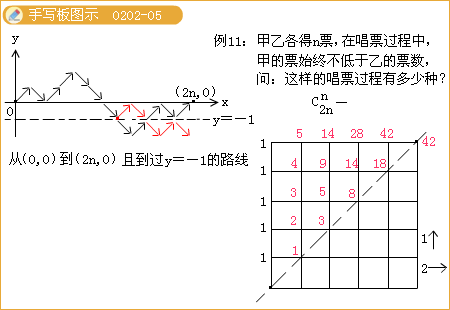 手写板图示 0202-05
y
例11: 甲乙各得n票,在唱票过程中,
甲的票始终不低于乙的票数,
问: 这样的唱票过程有多少种?
(2n,0)
x
0
y=-1
C_{2n}^{n} —
从(0,0)到(2n,0) 且到过y=-1的路线
5 14 28 42
1 42
1 4 9 14 18
1 3 5 8
1 2 3
1 1
1↑
2→